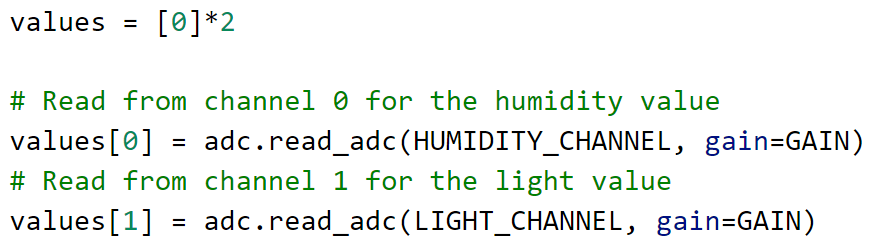 values = [0]*2
# Read from channel 0 for the humidity value
values[0] = adc.read_adc(HUMIDITY_CHANNEL, gain=GAIN)
# Read from channel 1 for the light value
values[1] = adc.read_adc(LIGHT_CHANNEL, gain=GAIN)